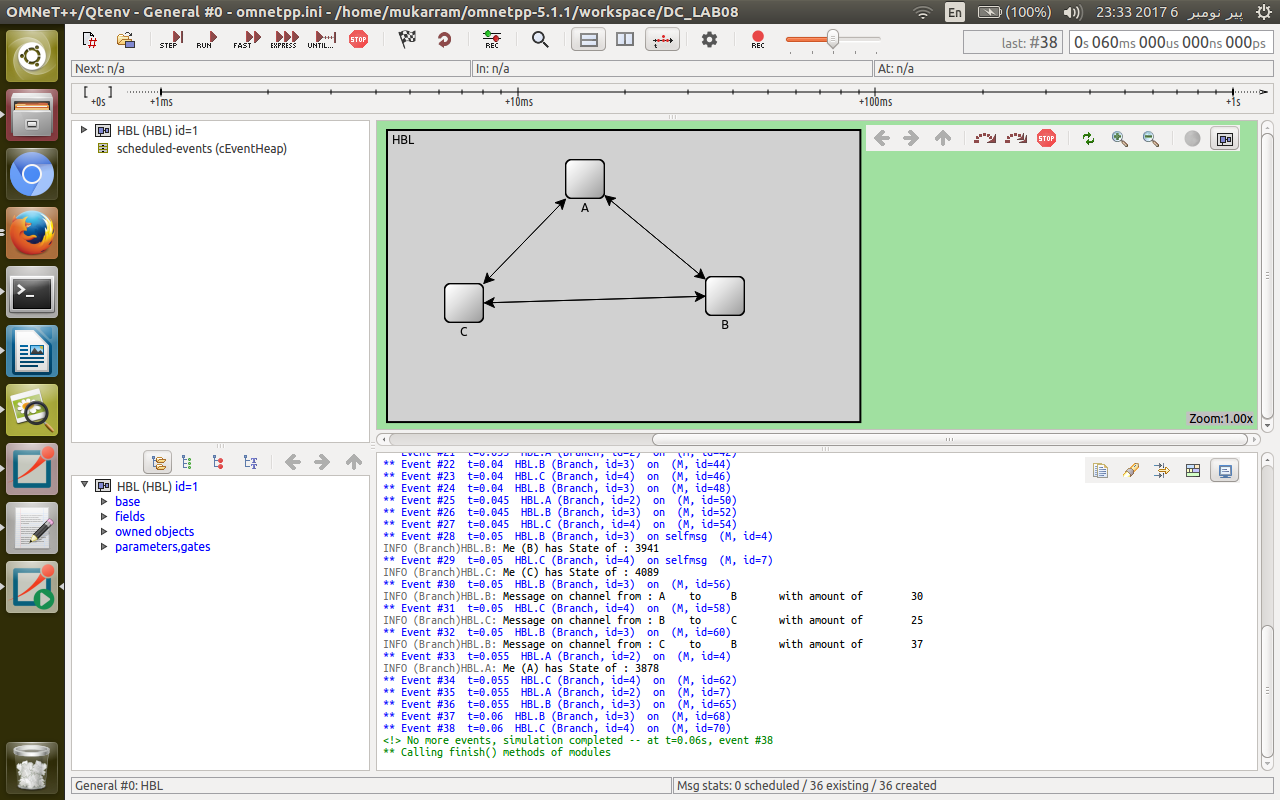 OMNeT++/Qtenv - General #0 - omnetpp.ini - /home/mukarram/omnetpp-5.1.1/workspace/DC_LAB08
En (100%) 23:33 2017 پیر نومبر 6
STEP RUN FAST EXPRESS UNTIL... STOP REC REC last: #38 0s 060ms 000us 000ns 000ps
Next: n/a In: n/a At: n/a
+0s +1ms +10ms +100ms +1s
HBL (HBL) id=1
scheduled-events (cEventHeap)
HBL
STOP
A
C
B
Zoom:1.00x
HBL (HBL) id=1
base
fields
owned objects
parameters,gates
** Event #21 t=0.035 HBL.A (Branch, id=2) on (M, id=42)
** Event #22 t=0.04 HBL.B (Branch, id=3) on (M, id=44)
** Event #23 t=0.04 HBL.C (Branch, id=4) on (M, id=46)
** Event #24 t=0.04 HBL.B (Branch, id=3) on (M, id=48)
** Event #25 t=0.045 HBL.A (Branch, id=2) on (M, id=50)
** Event #26 t=0.045 HBL.B (Branch, id=3) on (M, id=52)
** Event #27 t=0.045 HBL.C (Branch, id=4) on (M, id=54)
** Event #28 t=0.05 HBL.B (Branch, id=3) on selfmsg (M, id=4)
INFO (Branch)HBL.B: Me (B) has State of : 3941
** Event #29 t=0.05 HBL.C (Branch, id=4) on selfmsg (M, id=7)
INFO (Branch)HBL.C: Me (C) has State of : 4089
** Event #30 t=0.05 HBL.B (Branch, id=3) on (M, id=56)
INFO (Branch)HBL.B: Message on channel from : A to B with amount of 30
** Event #31 t=0.05 HBL.C (Branch, id=4) on (M, id=58)
INFO (Branch)HBL.C: Message on channel from : B to C with amount of 25
** Event #32 t=0.05 HBL.B (Branch, id=3) on (M, id=60)
INFO (Branch)HBL.B: Message on channel from : C to B with amount of 37
** Event #33 t=0.055 HBL.A (Branch, id=2) on (M, id=4)
INFO (Branch)HBL.A: Me (A) has State of : 3878
** Event #34 t=0.055 HBL.C (Branch, id=4) on (M, id=62)
** Event #35 t=0.055 HBL.A (Branch, id=2) on (M, id=7)
** Event #36 t=0.055 HBL.B (Branch, id=3) on (M, id=65)
** Event #37 t=0.06 HBL.B (Branch, id=3) on (M, id=68)
** Event #38 t=0.06 HBL.C (Branch, id=4) on (M, id=70)
<!> No more events, simulation completed -- at t=0.06s, event #38
** Calling finish() methods of modules
General #0: HBL Msg stats: 0 scheduled / 36 existing / 36 created